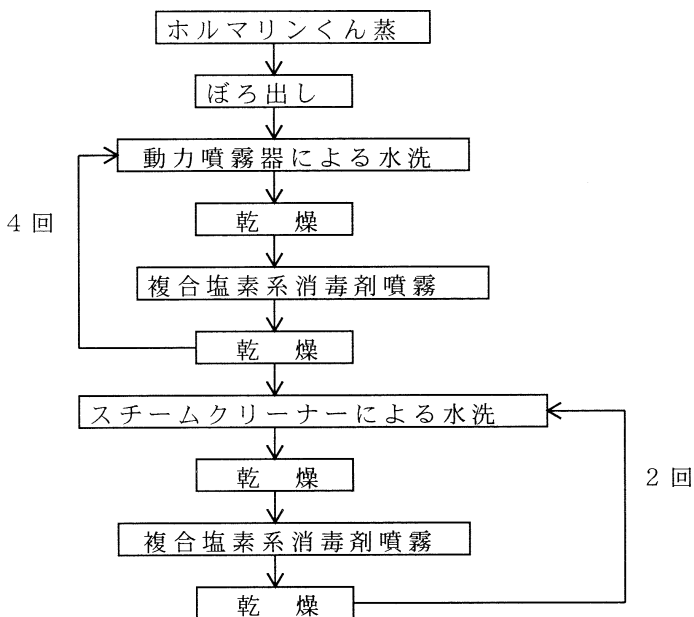 ホルマリンくん蒸
ぼろ出し
動力噴霧器による水洗
4回
乾 燥
複合塩素系消毒剤噴霧
乾 燥
スチームクリーナーによる水洗
乾 燥
2回
複合塩素系消毒剤噴霧
乾 燥